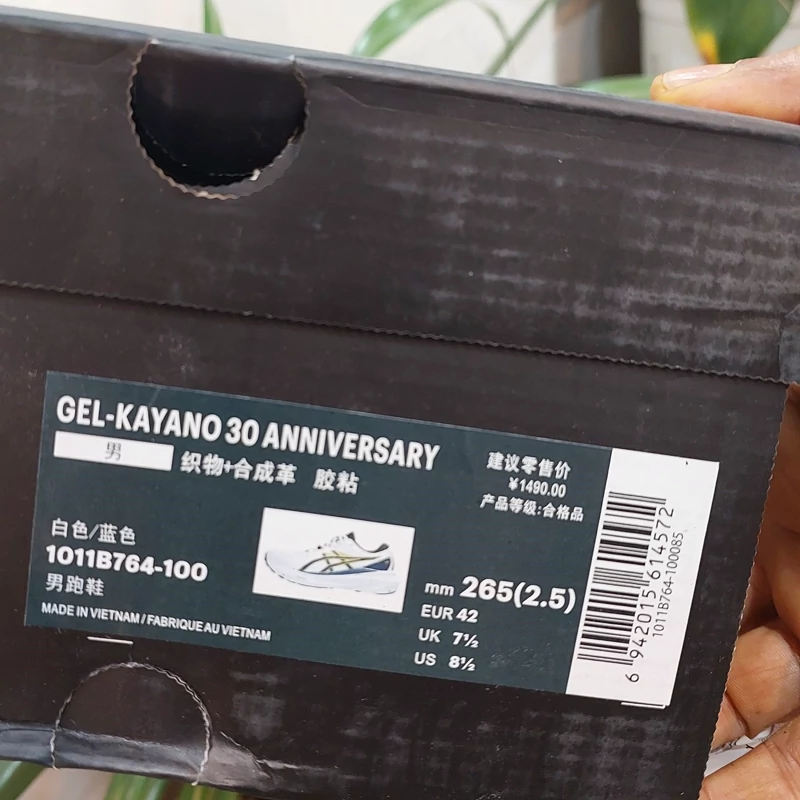 GEL-KAYANO 30 ANNIVERSARY
男
织物+合成革 胶粘
建议零售价
¥1490.00
产品等级:合格品
白色/蓝色
1011B764-100
男跑鞋
MADE IN VIETNAM / FABRIQUE AU VIETNAM
mm 265(2.5)
EUR 42
UK 7½
US 8½
6 942015 614572
1011B764-100085